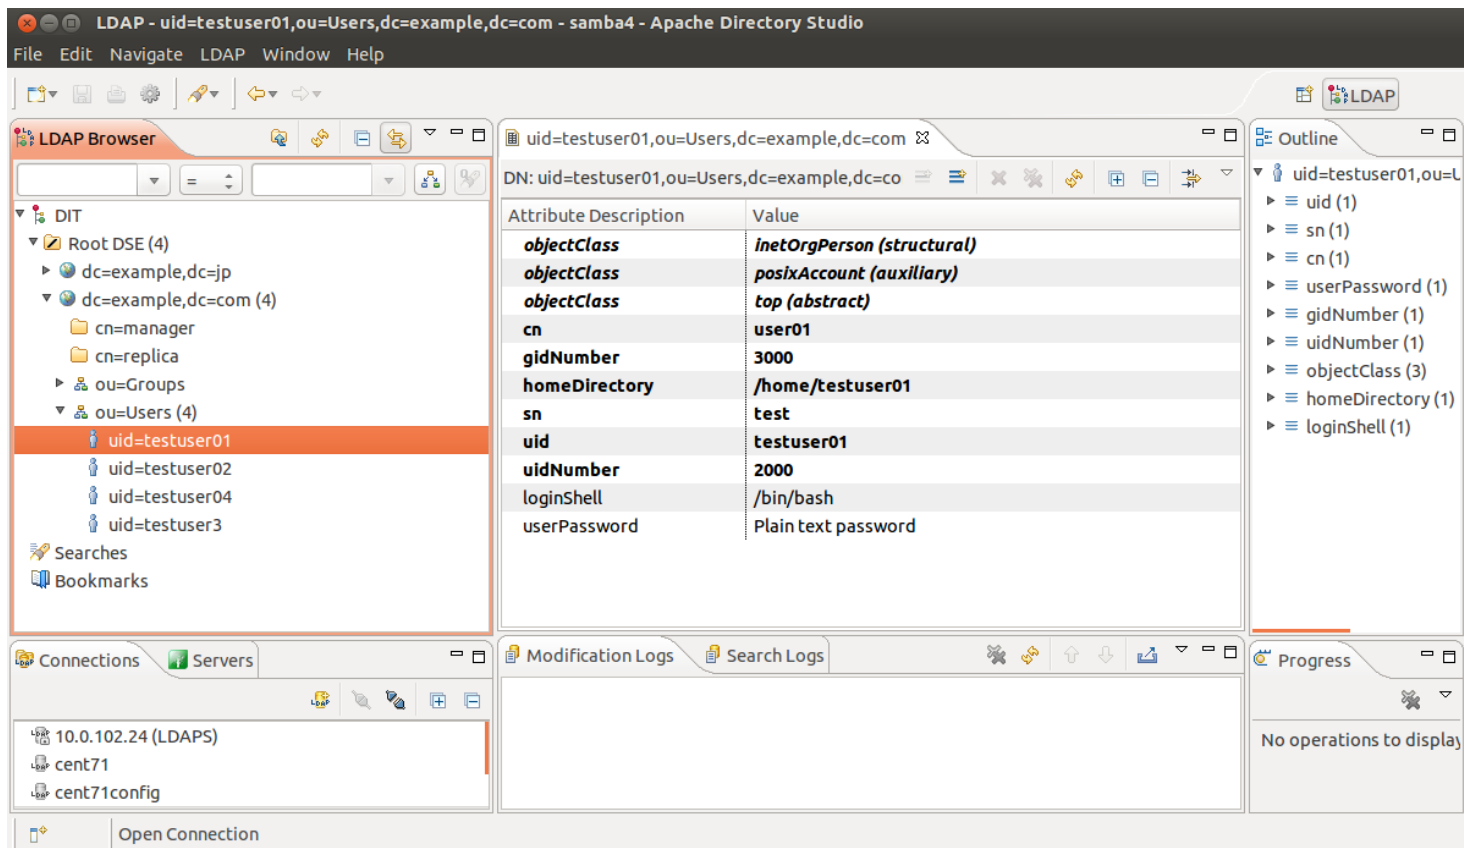 LDAP - uid=testuser01,ou=Users,dc=example,dc=com - samba4 - Apache Directory Studio
File Edit Navigate LDAP Window Help
LDAP
LDAP Browser
=
DIT
Root DSE (4)
dc=example,dc=jp
dc=example,dc=com (4)
cn=manager
cn=replica
ou=Groups
ou=Users (4)
uid=testuser01
uid=testuser02
uid=testuser04
uid=testuser3
Searches
Bookmarks
uid=testuser01,ou=Users,dc=example,dc=com
DN: uid=testuser01,ou=Users,dc=example,dc=co
Attribute Description Value
objectClass inetOrgPerson (structural)
objectClass posixAccount (auxiliary)
objectClass top (abstract)
cn user01
gidNumber 3000
homeDirectory /home/testuser01
sn test
uid testuser01
uidNumber 2000
loginShell /bin/bash
userPassword Plain text password
Outline
uid=testuser01,ou=U
uid (1)
sn (1)
cn (1)
userPassword (1)
gidNumber (1)
uidNumber (1)
objectClass (3)
homeDirectory (1)
loginShell (1)
Connections Servers
10.0.102.24 (LDAPS)
cent71
cent71config
Modification Logs Search Logs
Progress
No operations to display
Open Connection